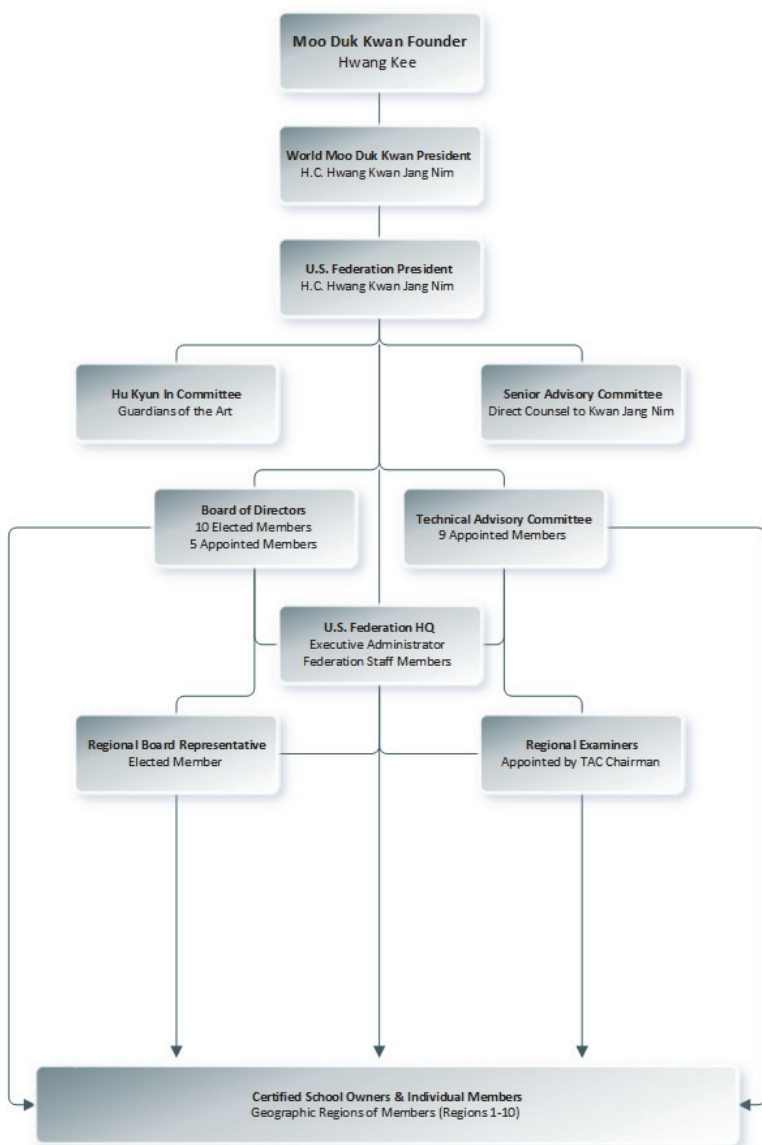 Moo Duk Kwan Founder
Hwang Kee
World Moo Duk Kwan President
H.C. Hwang Kwan Jang Nim
U.S. Federation President
H.C. Hwang Kwan Jang Nim
Hu Kyun In Committee
Guardians of the Art
Senior Advisory Committee
Direct Counsel to Kwan Jang Nim
Board of Directors
10 Elected Members
5 Appointed Members
Technical Advisory Committee
9 Appointed Members
U.S. Federation HQ
Executive Administrator
Federation Staff Members
Regional Board Representative
Elected Member
Regional Examiners
Appointed by TAC Chairman
Certified School Owners & Individual Members
Geographic Regions of Members (Regions 1-10)